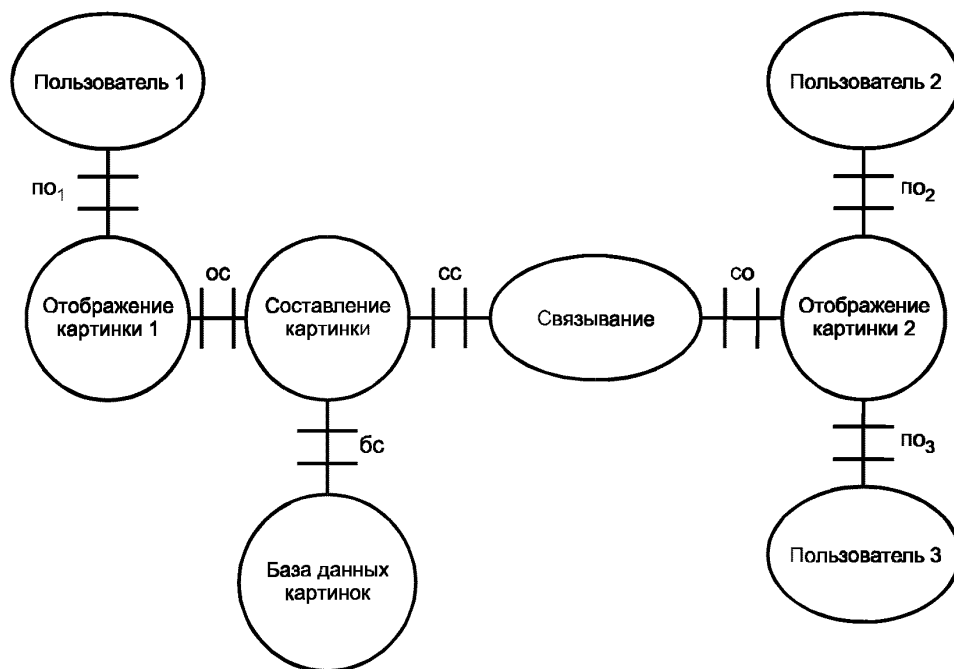 Пользователь 1
Пользователь 2
по1
по2
ос
сс
со
Отображение
картинки 1
Составление
картинки
Связывание
Отображение
картинки 2
бс
по3
База данных
картинок
Пользователь 3